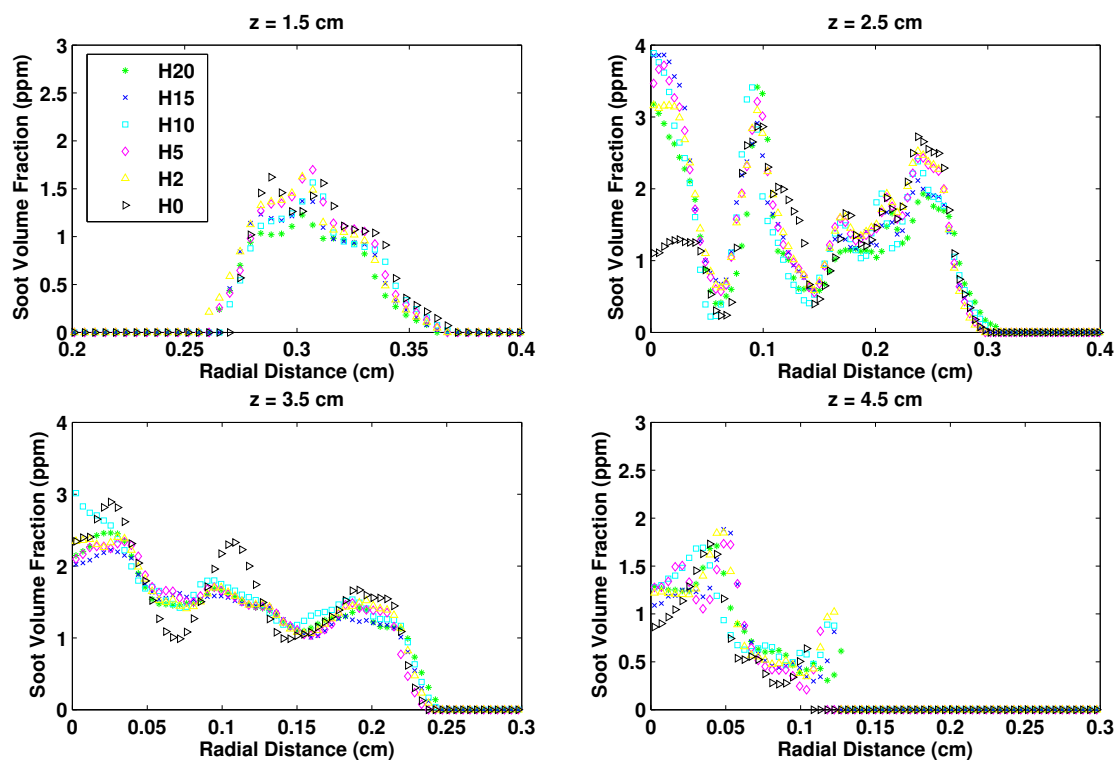 z = 1.5 cm
3
2.5
2
1.5
1
0.5
0
Soot Volume Fraction (ppm)
H20
H15
H10
H5
H2
H0
0.2
0.25
0.3
0.35
0.4
Radial Distance (cm)
z = 2.5 cm
4
3
2
1
0
Soot Volume Fraction (ppm)
0
0.1
0.2
0.3
0.4
Radial Distance (cm)
z = 3.5 cm
4
3
2
1
0
Soot Volume Fraction (ppm)
0
0.05
0.1
0.15
0.2
0.25
0.3
Radial Distance (cm)
z = 4.5 cm
3
2.5
2
1.5
1
0.5
0
Soot Volume Fraction (ppm)
0
0.05
0.1
0.15
0.2
0.25
0.3
Radial Distance (cm)